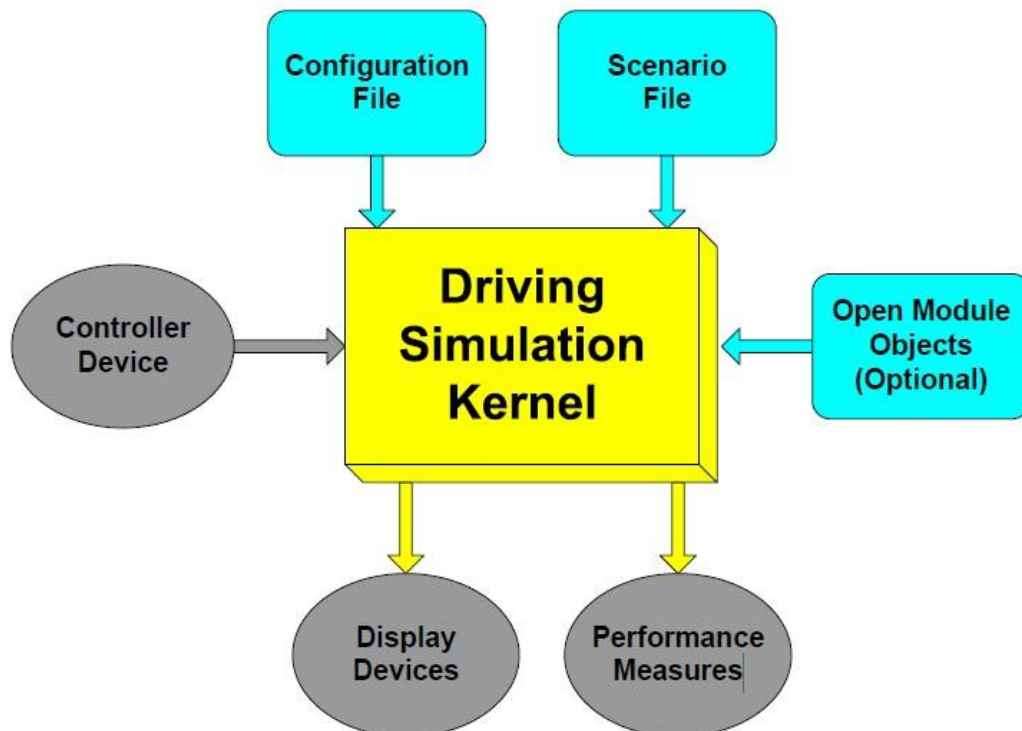 Configuration
File
Scenario
File
Controller
Device
Driving
Simulation
Kernel
Open Module
Objects
(Optional)
Display
Devices
Performance
Measures